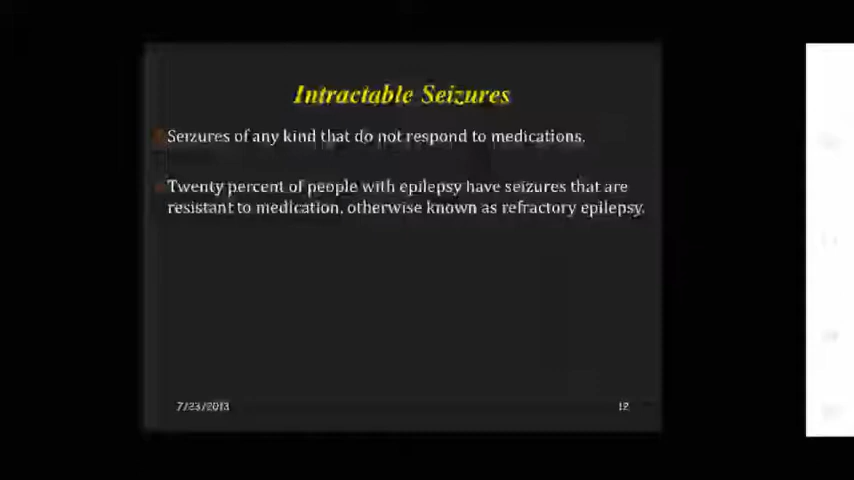 Intractable Seizures
Seizures of any kind that do not respond to medications.
Twenty percent of people with epilepsy have seizures that are
resistant to medication, otherwise known as refractory epilepsy.
7/23/2013
12